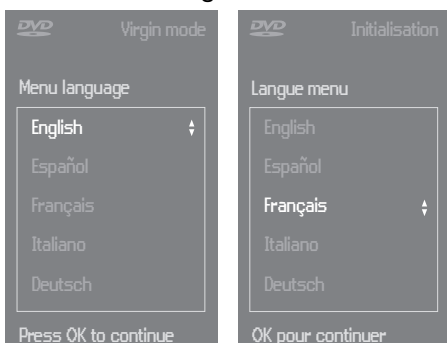 DVD Virgin mode
Menu language
English
Español
Français
Italiano
Deutsch
Press OK to continue
DVD Initialisation
Langue menu
English
Español
Français
Italiano
Deutsch
OK pour continuer